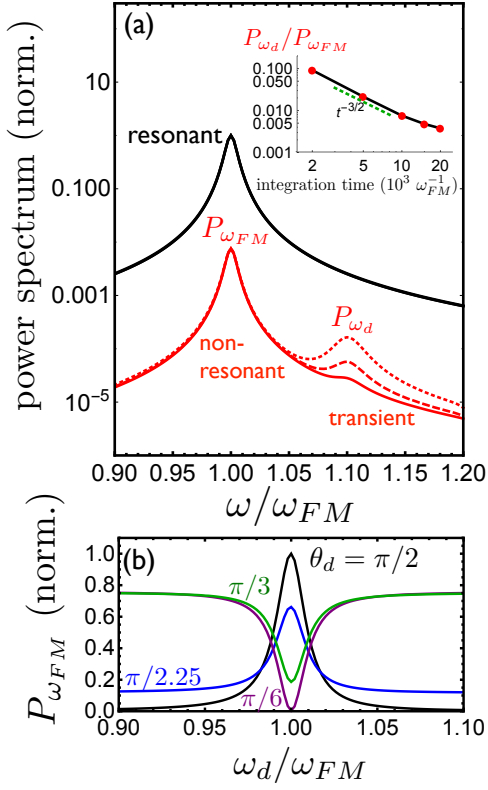 (a)
power spectrum (norm.)
10
0.100
0.001
10⁻⁵
resonant
P_{ω_{FM}}
non-
resonant
P_{ω_d}
transient
P_{ω_d}/P_{ω_{FM}}
0.100
0.010
0.005
0.001
t^{-3/2}
2 5 10 20
integration time (10³ ω_{FM}^{-1})
0.90 0.95 1.00 1.05 1.10 1.15 1.20
ω/ω_{FM}
(b)
P_{ω_{FM}} (norm.)
1.0
0.8
0.6
0.4
0.2
0.0
θ_d = π/2
π/3
π/2.25
π/6
0.90 0.95 1.00 1.05 1.10
ω_d/ω_{FM}